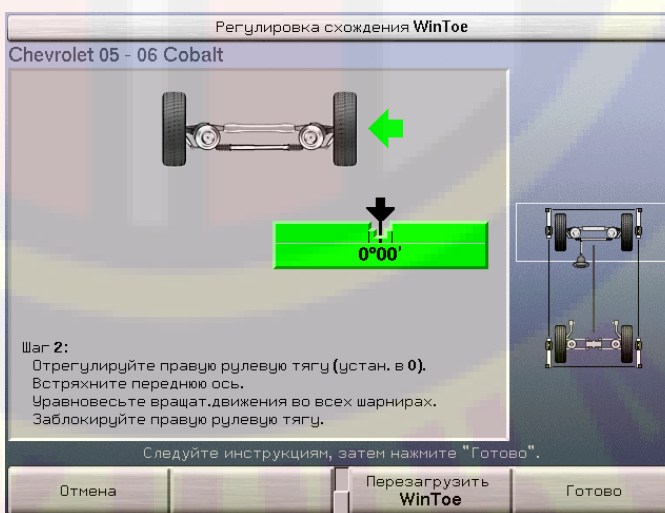 Регулировка схождения WinToe
Chevrolet 05 - 06 Cobalt
0°00'
Шаг 2:
Отрегулируйте правую рулевую тягу (устан. в 0).
Встряхните переднюю ось.
Уравновесьте вращат.движения во всех шарнирах.
Заблокируйте правую рулевую тягу.
Следуйте инструкциям, затем нажмите "Готово".
Отмена
Перезагрузить
WinToe
Готово